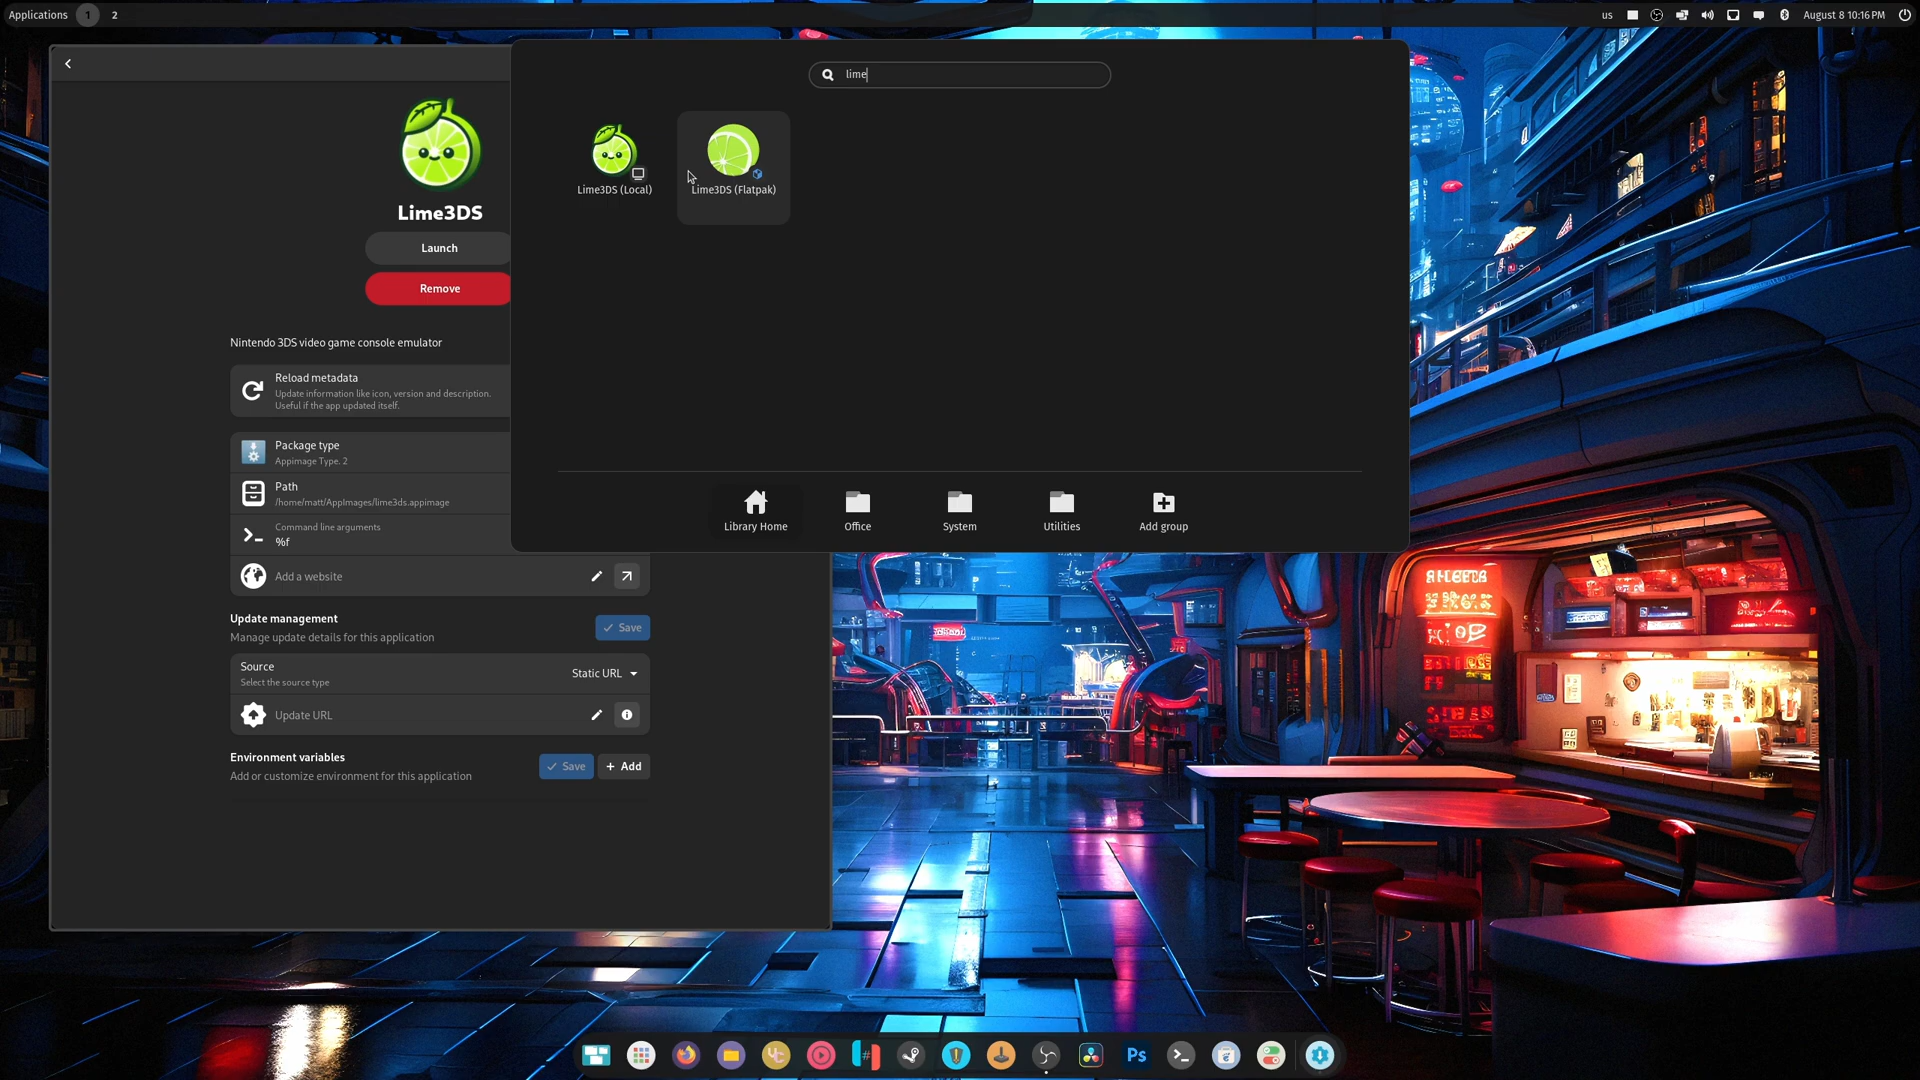 Applications 1 2
us August 8 10:16 PM
lime
Lime3DS (Local)
Lime3DS (Flatpak)
Library Home
Office
System
Utilities
Add group
Lime3DS
Launch
Remove
Nintendo 3DS video game console emulator
Reload metadata
Update information like icon, version and description.
Useful if the app updated itself.
Package type
Appimage Type. 2
Path
/home/matt/AppImages/lime3ds.appimage
Command line arguments
%f
Add a website
Update management
Save
Manage update details for this application
Source
Select the source type
Static URL
Update URL
Environment variables
Add or customize environment for this application
Save
Add
Ps